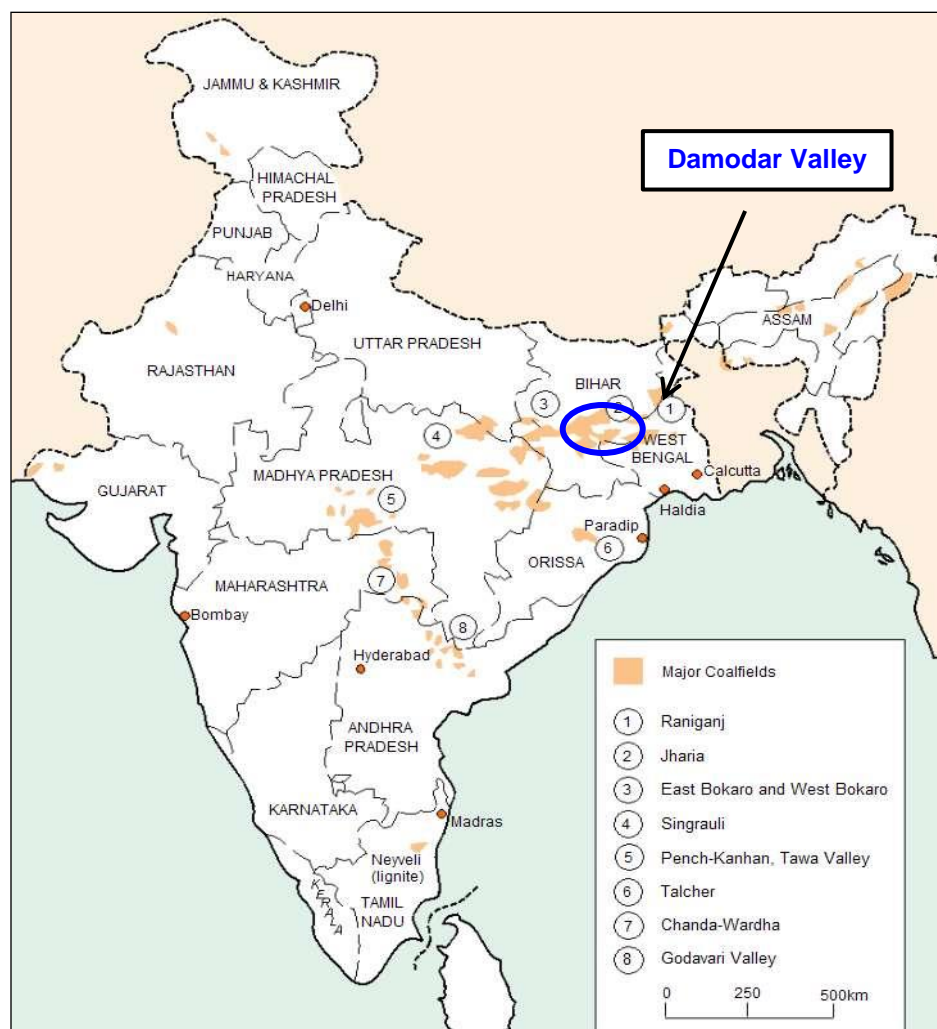 JAMMU & KASHMIR
Damodar Valley
HIMACHAL
PRADESH
PUNJAB
HARYANA
Delhi
ASSAM
UTTAR PRADESH
RAJASTHAN
BIHAR
3
2
1
4
WEST
BENGAL
MADHYA PRADESH
Calcutta
GUJARAT
5
Haldia
Paradip
6
ORISSA
MAHARASHTRA
7
Bombay
8
Hyderabad
ANDHRA
PRADESH
KARNATAKA
Madras
Neyveli
(lignite)
KERALA
TAMIL
NADU
Major Coalfields
1 Raniganj
2 Jharia
3 East Bokaro and West Bokaro
4 Singrauli
5 Pench-Kanhan, Tawa Valley
6 Talcher
7 Chanda-Wardha
8 Godavari Valley
0 250 500km